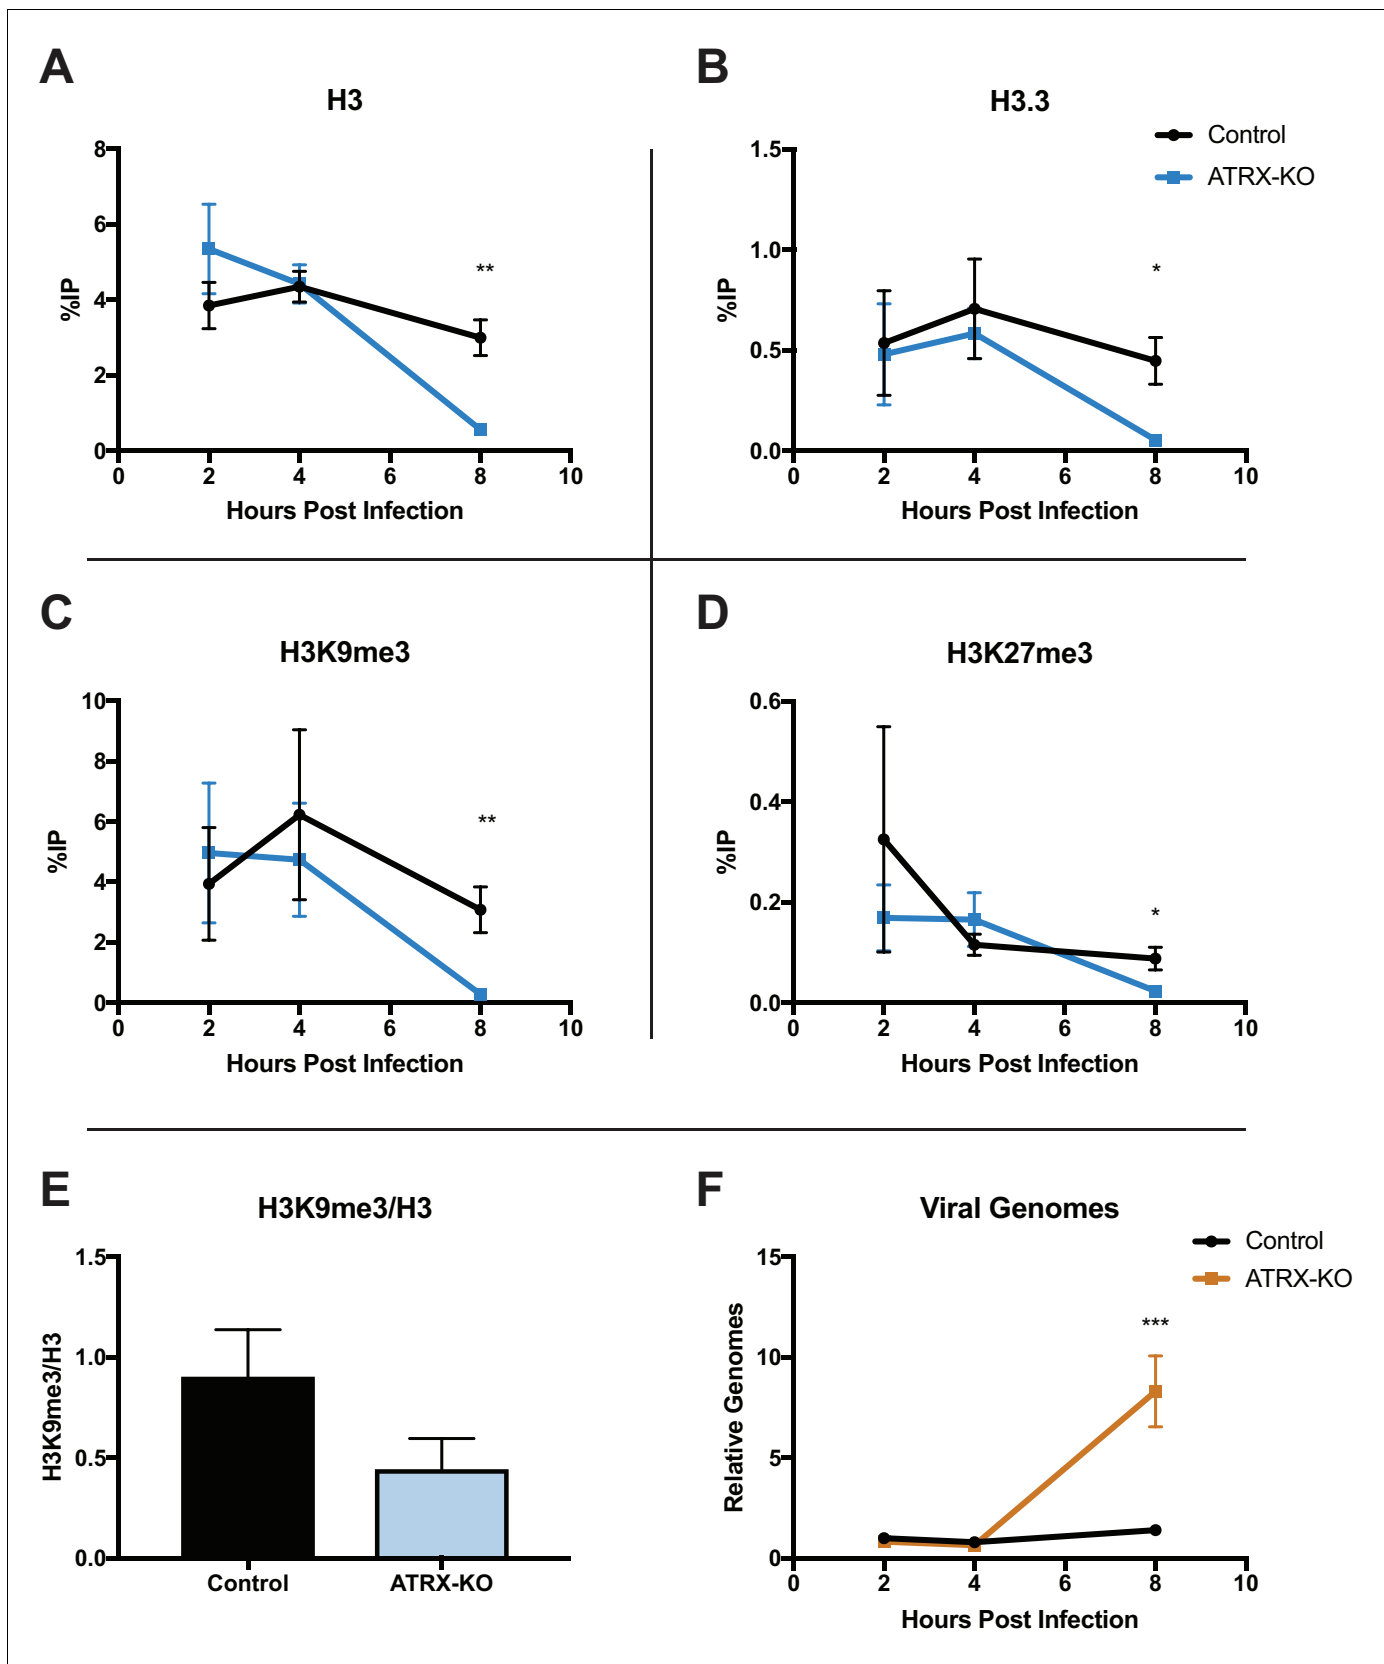 A
H3
%IP
8
6
4
2
0
0 2 4 6 8 10
**
Hours Post Infection
B
H3.3
Control
ATRX-KO
%IP
1.5
1.0
0.5
0.0
0 2 4 6 8 10
*
Hours Post Infection
C
H3K9me3
%IP
10
8
6
4
2
0
0 2 4 6 8 10
**
Hours Post Infection
D
H3K27me3
%IP
0.6
0.4
0.2
0.0
0 2 4 6 8 10
*
Hours Post Infection
E
H3K9me3/H3
H3K9me3/H3
1.5
1.0
0.5
0.0
Control ATRX-KO
F
Viral Genomes
Control
ATRX-KO
Relative Genomes
15
10
5
0
0 2 4 6 8 10
***
Hours Post Infection